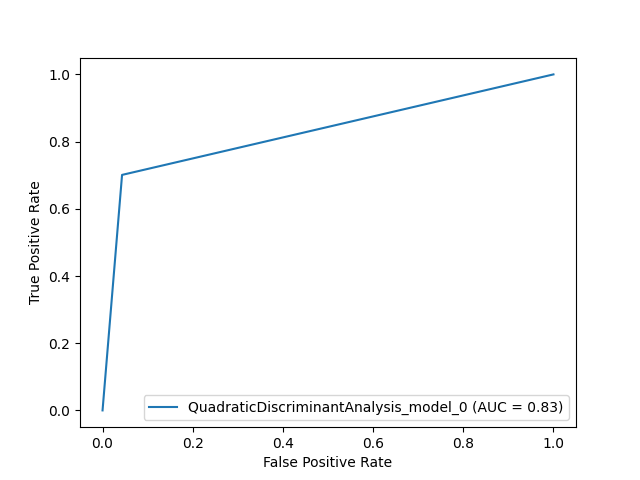 1.0
0.8
0.6
0.4
0.2
0.0
True Positive Rate
QuadraticDiscriminantAnalysis_model_0 (AUC = 0.83)
0.0 0.2 0.4 0.6 0.8 1.0
False Positive Rate